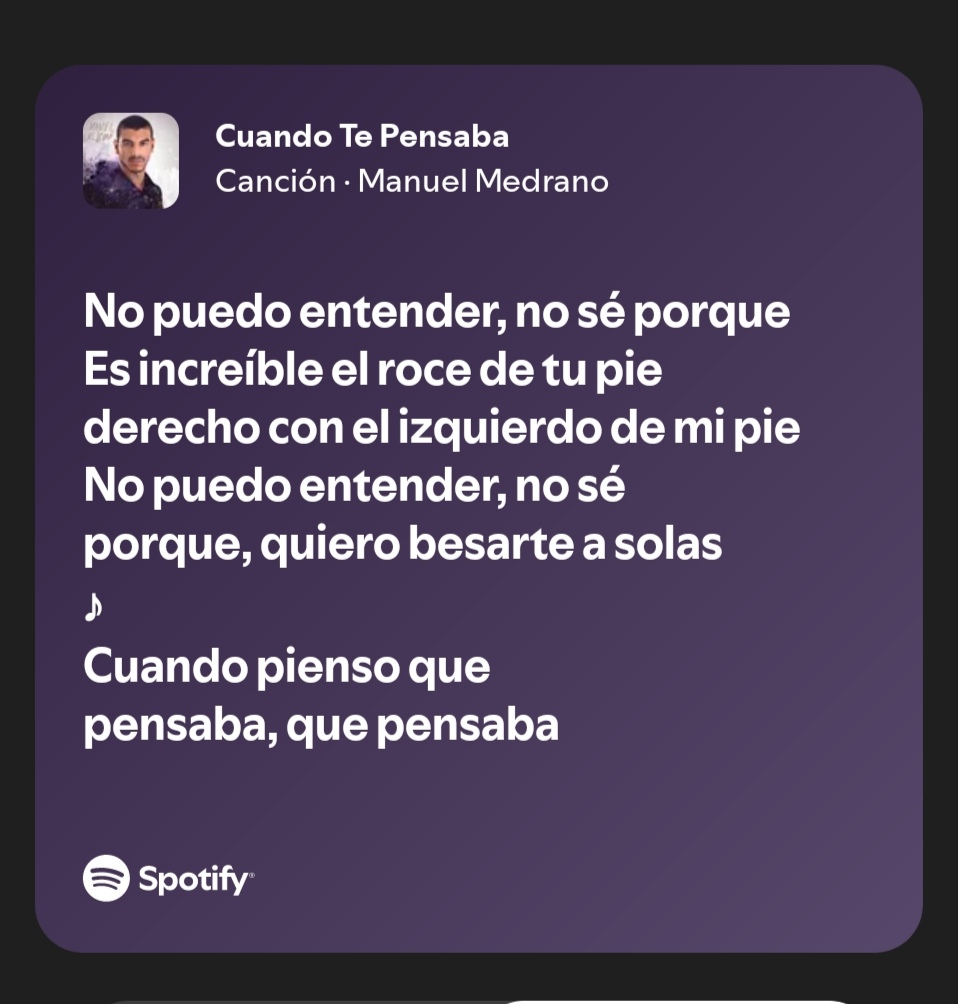 Cuando Te Pensaba
Canción · Manuel Medrano
No puedo entender, no sé porque
Es increíble el roce de tu pie
derecho con el izquierdo de mi pie
No puedo entender, no sé
porque, quiero besarte a solas
♪
Cuando pienso que
pensaba, que pensaba
Spotify®